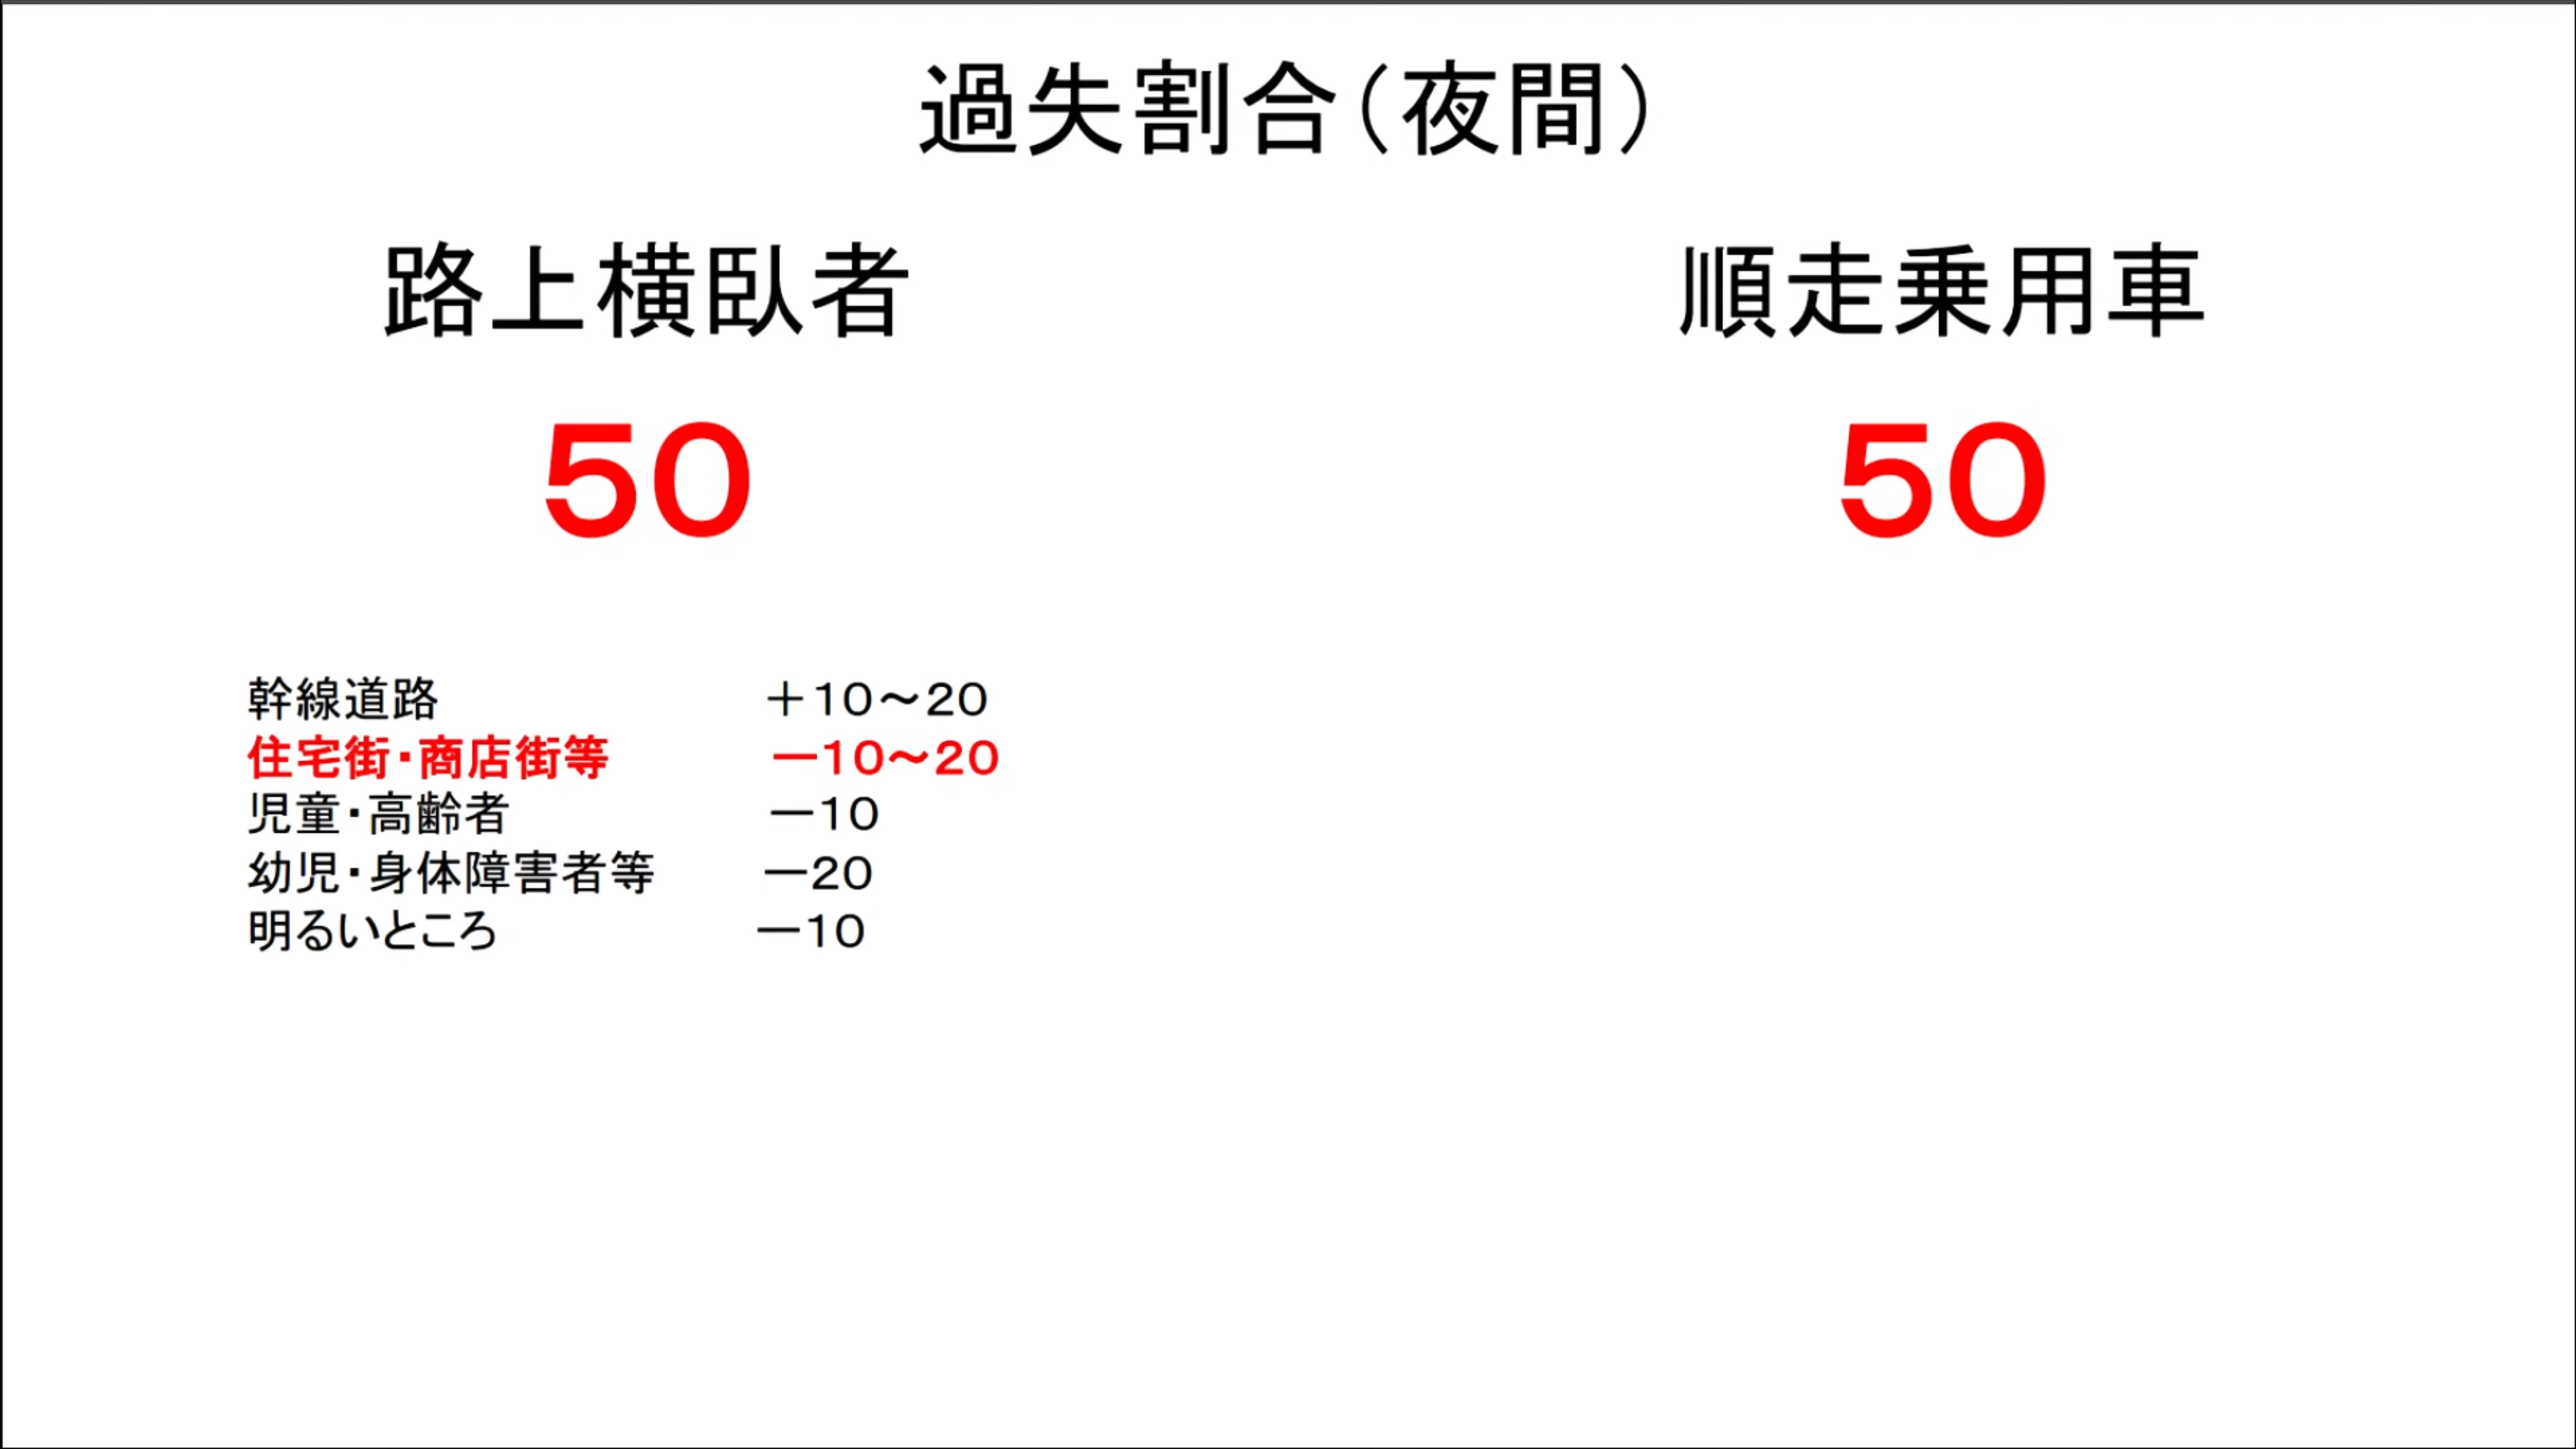 過失割合（夜間）
路上横臥者 順走乗用車
50 50
幹線道路 ＋10～20
住宅街・商店街等 －10～20
児童・高齢者 －10
幼児・身体障害者等 －20
明るいところ －10